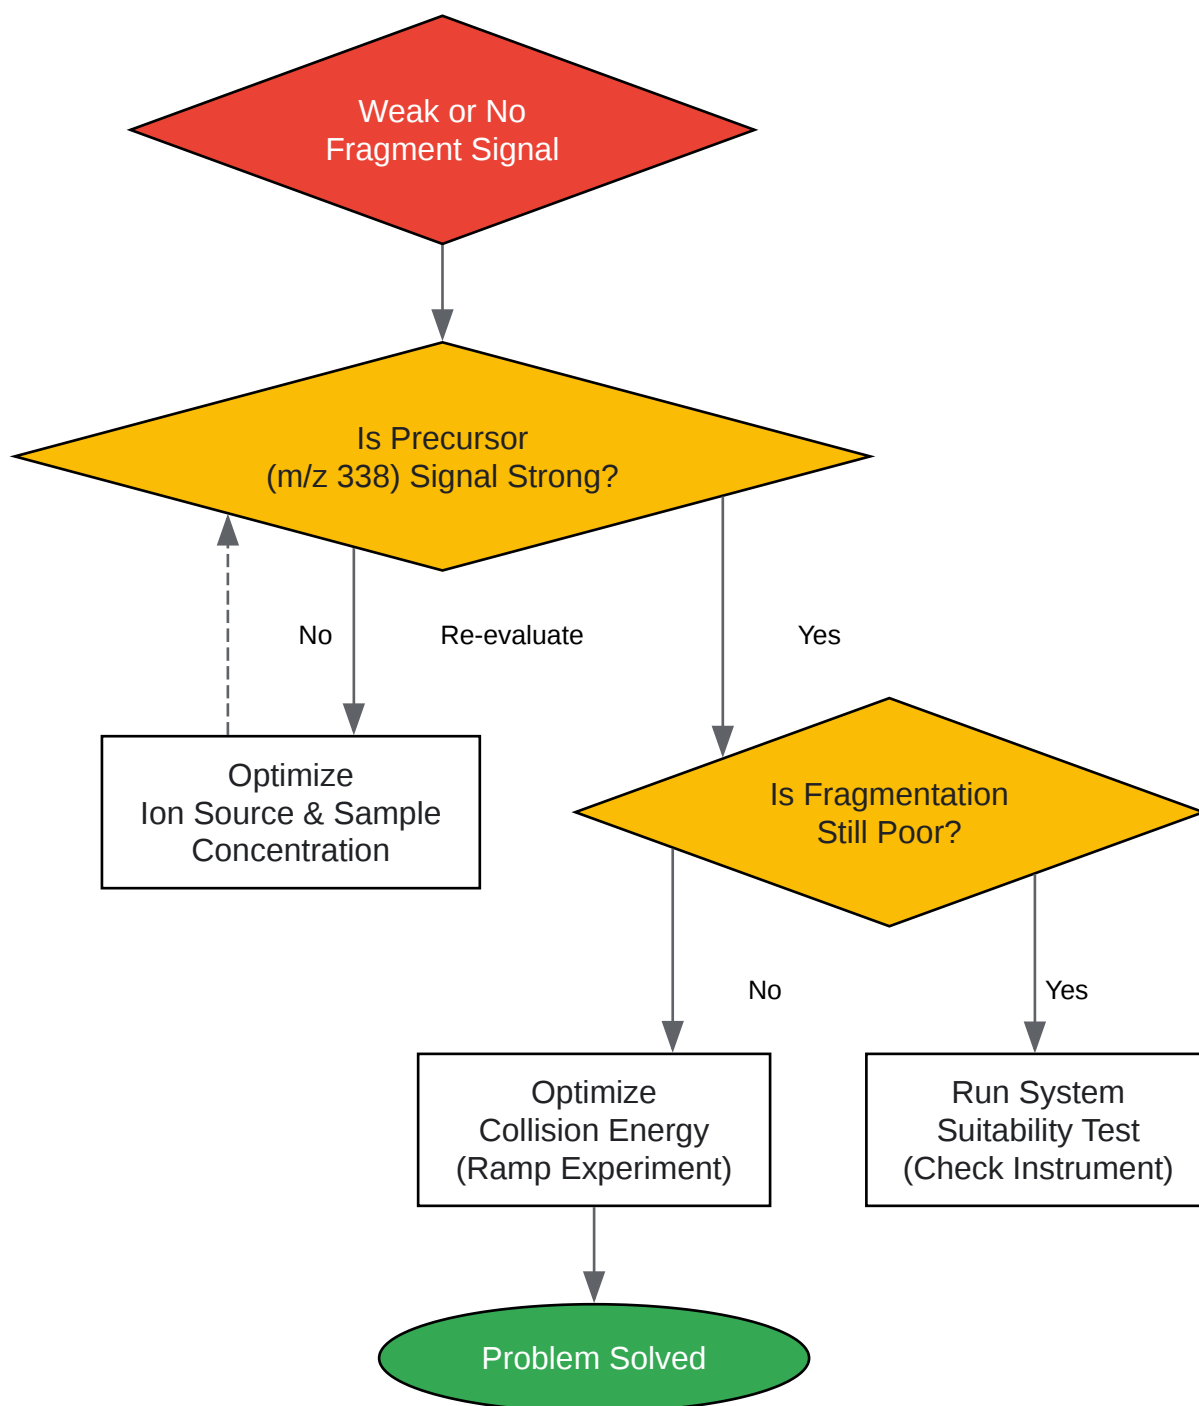 Weak or No
Fragment Signal
Is Precursor
(m/z 338) Signal Strong?
No
Re-evaluate
Yes
Optimize
Ion Source & Sample
Concentration
Is Fragmentation
Still Poor?
No
Yes
Optimize
Collision Energy
(Ramp Experiment)
Run System
Suitability Test
(Check Instrument)
Problem Solved